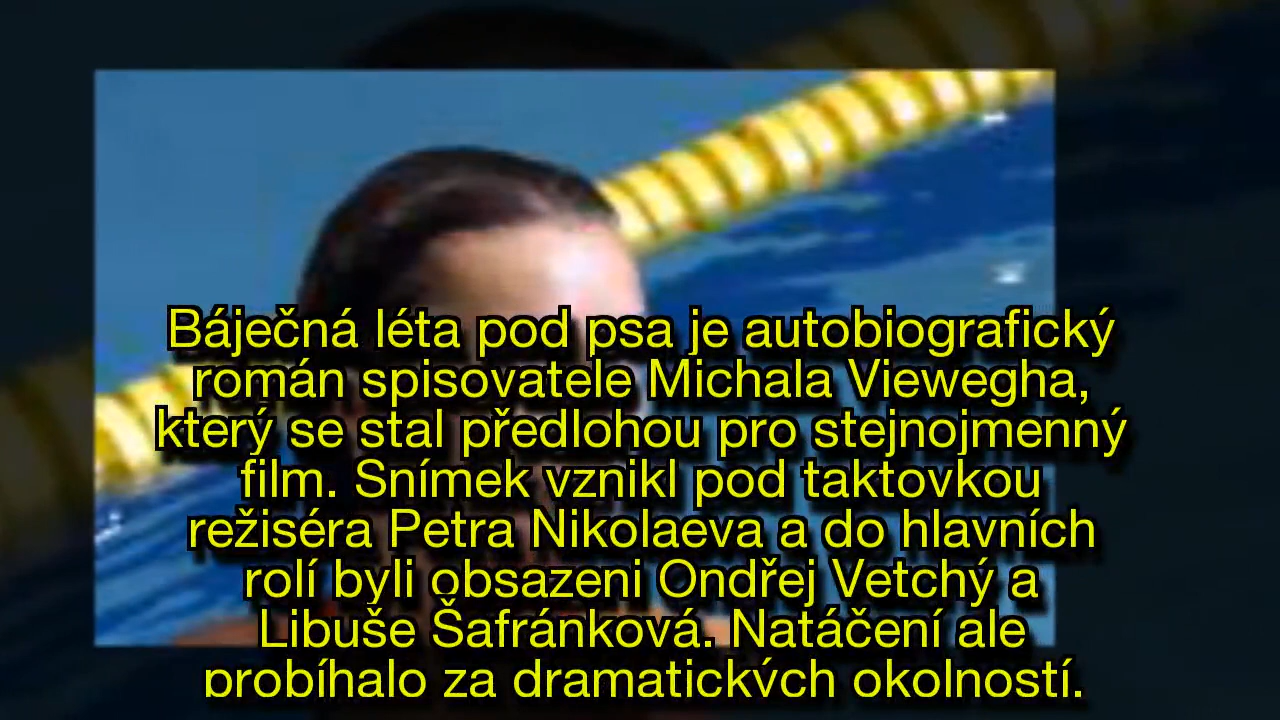 Báječná léta pod psa je autobiografický
román spisovatele Michala Viewegha,
který se stal předlohou pro stejnojmenný
film. Snímek vznikl pod taktovkou
režiséra Petra Nikolaeva a do hlavních
rolí byli obsazeni Ondřej Vetchý a
Libuše Šafránková. Natáčení ale
probíhalo za dramatických okolností.